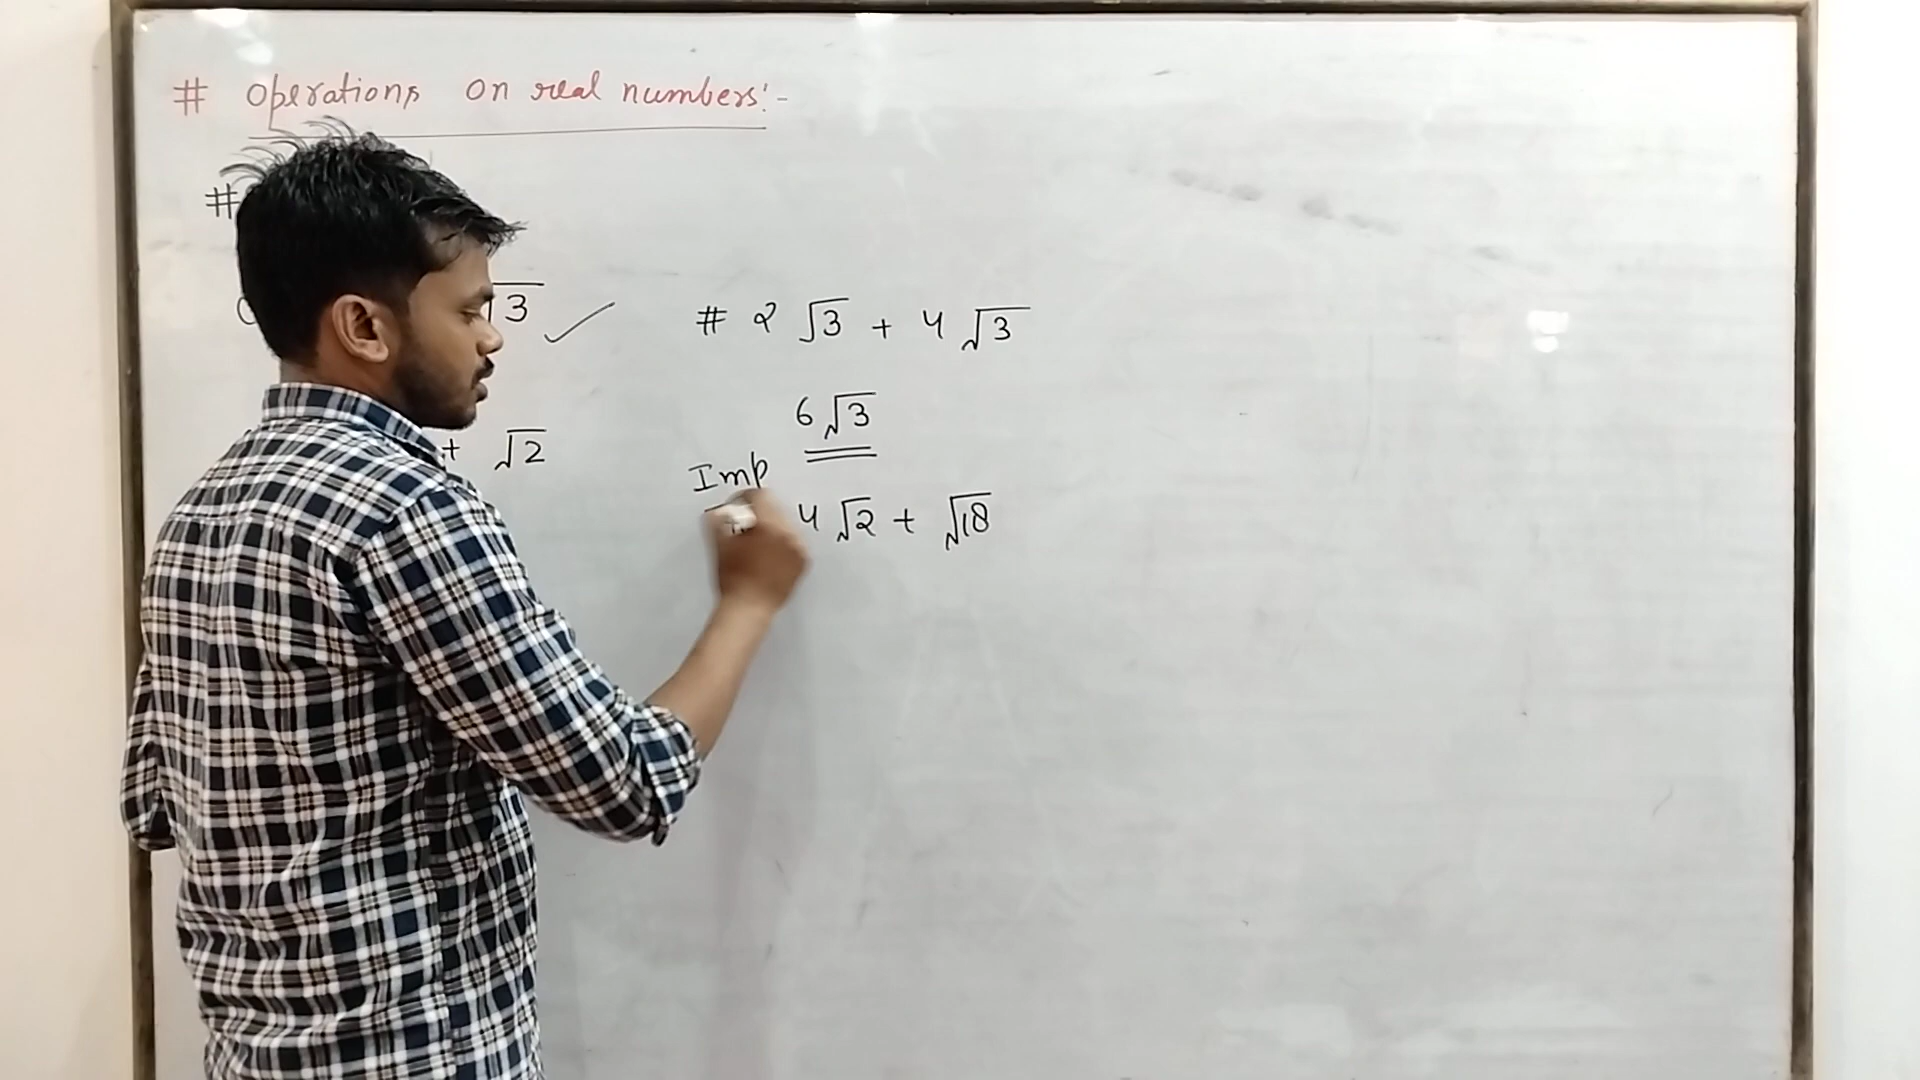 # Operations on real numbers:-
#
√3
+ √2
# 2 √3 + 4 √3
6 √3
Imp
4 √2 + √18